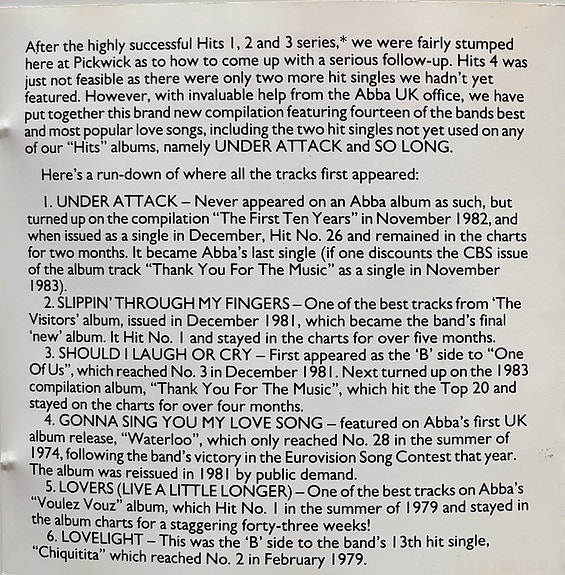 After the highly successful Hits 1, 2 and 3 series,* we were fairly stumped
here at Pickwick as to how to come up with a serious follow-up. Hits 4 was
just not feasible as there were only two more hit singles we hadn't yet
featured. However, with invaluable help from the Abba UK office, we have
put together this brand new compilation featuring fourteen of the bands best
and most popular love songs, including the two hit singles not yet used on any
of our "Hits" albums, namely UNDER ATTACK and SO LONG.
Here's a run-down of where all the tracks first appeared:
1. UNDER ATTACK – Never appeared on an Abba album as such, but
turned up on the compilation "The First Ten Years" in November 1982, and
when issued as a single in December, Hit No. 26 and remained in the charts
for two months. It became Abba's last single (if one discounts the CBS issue
of the album track "Thank You For The Music" as a single in November
1983).
2. SLIPPIN' THROUGH MY FINGERS – One of the best tracks from 'The
Visitors' album, issued in December 1981, which became the band's final
'new' album. It Hit No. 1 and stayed in the charts for over five months.
3. SHOULD I LAUGH OR CRY – First appeared as the 'B' side to "One
Of Us", which reached No. 3 in December 1981. Next turned up on the 1983
compilation album, "Thank You For The Music", which hit the Top 20 and
stayed on the charts for over four months.
4. GONNA SING YOU MY LOVE SONG – featured on Abba's first UK
album release, "Waterloo", which only reached No. 28 in the summer of
1974, following the band's victory in the Eurovision Song Contest that year.
The album was reissued in 1981 by public demand.
5. LOVERS (LIVE A LITTLE LONGER) – One of the best tracks on Abba's
"Voulez Vouz" album, which Hit No. 1 in the summer of 1979 and stayed in
the album charts for a staggering forty-three weeks!
6. LOVELIGHT – This was the 'B' side to the band's 13th hit single,
"Chiquitita" which reached No. 2 in February 1979.